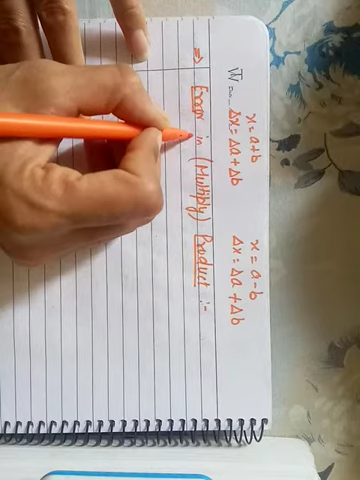 x = a + b
Δx = Δa + Δb
x = a - b
Δx = Δa + Δb
⇒ Error in (Multiply) Product :-